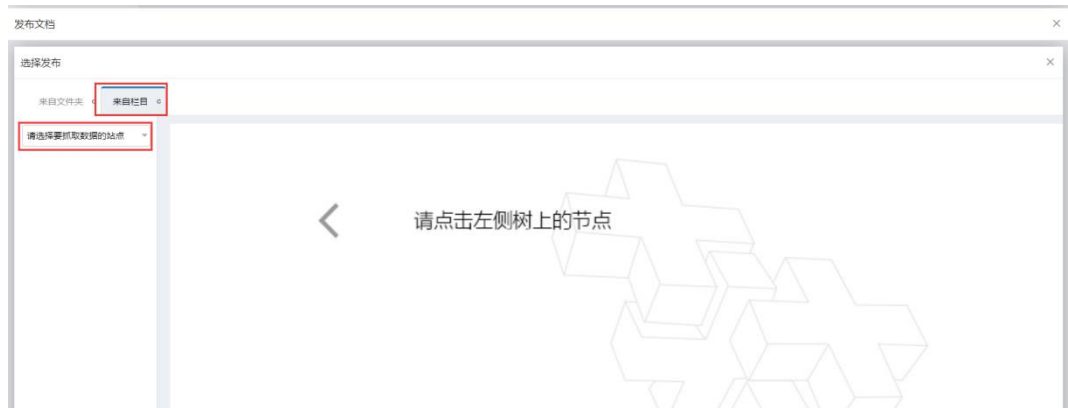 发布文档
选择发布
来自文件夹 来自栏目
请选择要抓取数据的站点
请点击左侧树上的节点